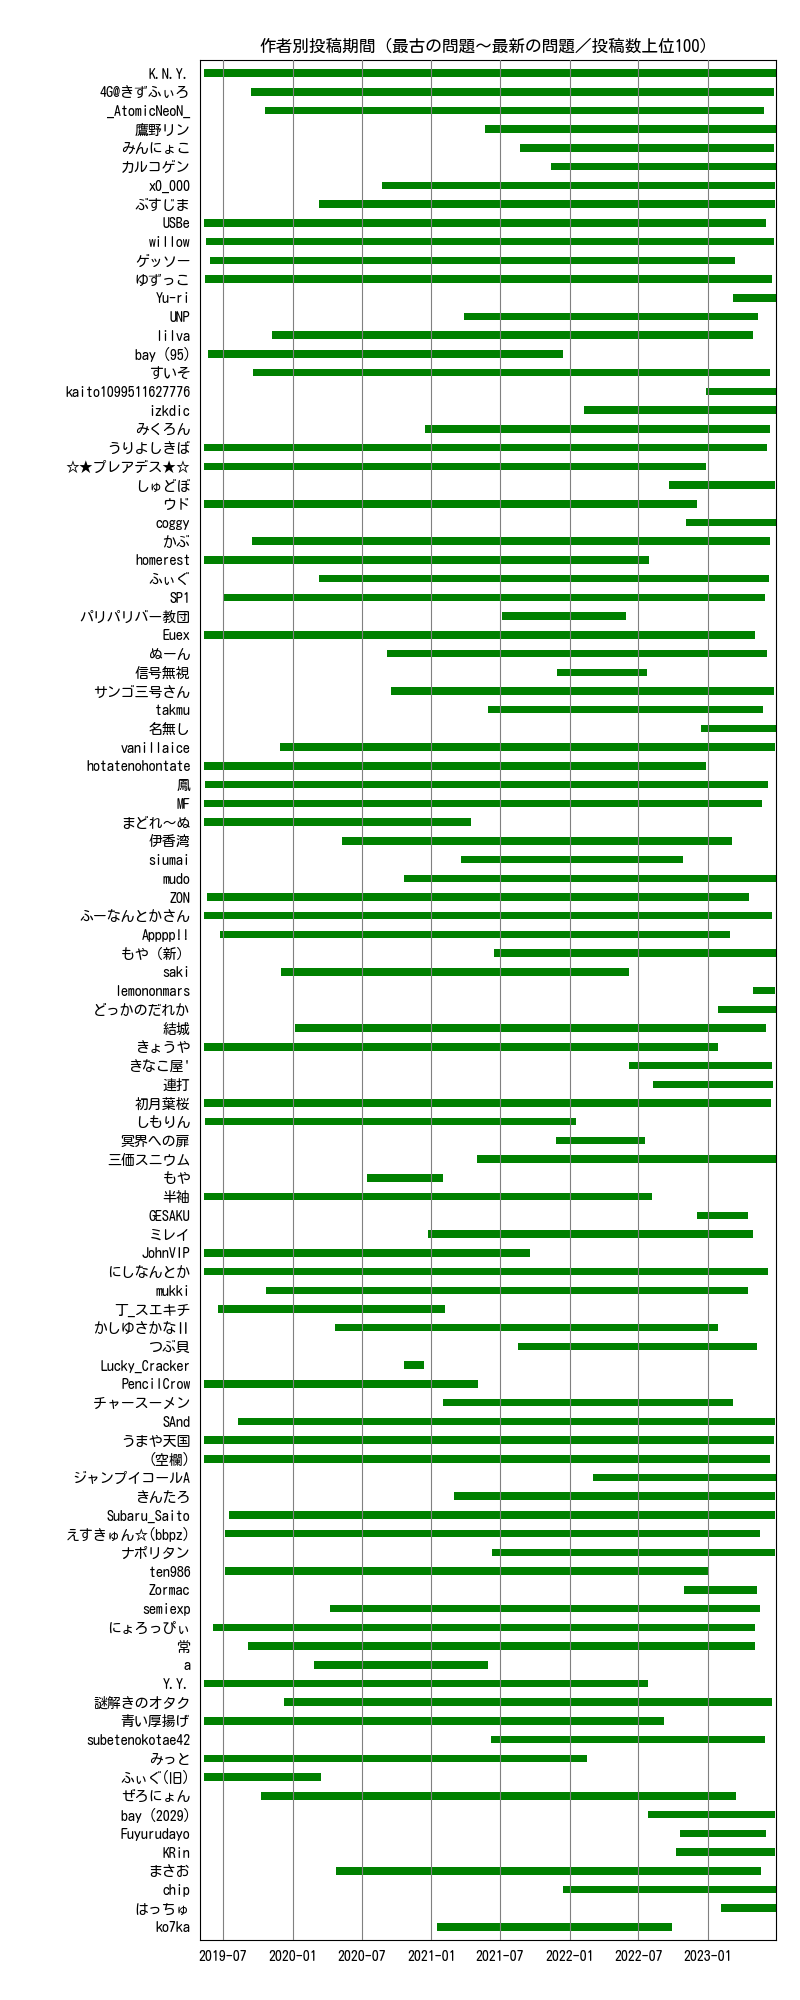 作者別投稿期間（最古の問題～最新の問題／投稿数上位100）
K.N.Y.
4G@きずふぃろ
_AtomicNeoN_
鷹野リン
みんにょこ
カルコゲン
xO_000
ぶすじま
USBe
willow
ゲッソー
ゆずっこ
Yu-ri
UNP
lilva
bay (95)
すいそ
kaito1099511627776
izkdic
みくろん
うりよしきば
☆★プレアデス★☆
しゅどぼ
ウド
coggy
かぶ
homerest
ふぃぐ
SP1
パリパリバー教団
Euex
ぬーん
信号無視
サンゴ三号さん
takmu
名無し
vanillaice
hotatenohontate
鳳
MF
まどれ～ぬ
伊香湾
siumai
mudo
ZON
ふーなんとかさん
AppppII
もや（新）
saki
lemononmars
どっかのだれか
結城
きょうや
きなこ屋'
連打
初月葉桜
しもりん
冥界への扉
三価スニウム
もや
半袖
GESAKU
ミレイ
JohnVIP
にしなんとか
mukki
丁_スエキチ
かしゆさかなⅡ
つぶ貝
Lucky_Cracker
PencilCrow
チャースーメン
SAnd
うまや天国
(空欄)
ジャンプイコールA
きんたろ
Subaru_Saito
えすきゅん☆(bbpz)
ナポリタン
ten986
Zormac
semiexp
にょろっぴぃ
常
a
Y.Y.
謎解きのオタク
青い厚揚げ
subetenokotae42
みっと
ふぃぐ(旧)
ぜろにょん
bay (2029)
Fuyurudayo
KRin
まさお
chip
はっちゅ
ko7ka
2019-07 2020-01 2020-07 2021-01 2021-07 2022-01 2022-07 2023-01